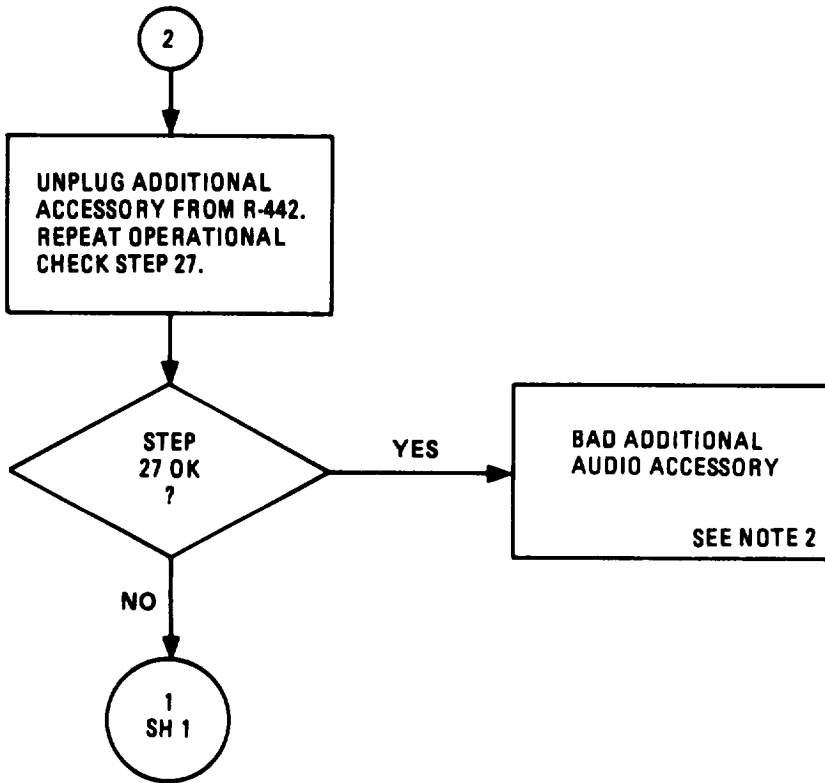 2
UNPLUG ADDITIONAL
ACCESSORY FROM R-442.
REPEAT OPERATIONAL
CHECK STEP 27.
STEP
27 OK
?
YES
BAD ADDITIONAL
AUDIO ACCESSORY
SEE NOTE 2
NO
1
SH 1